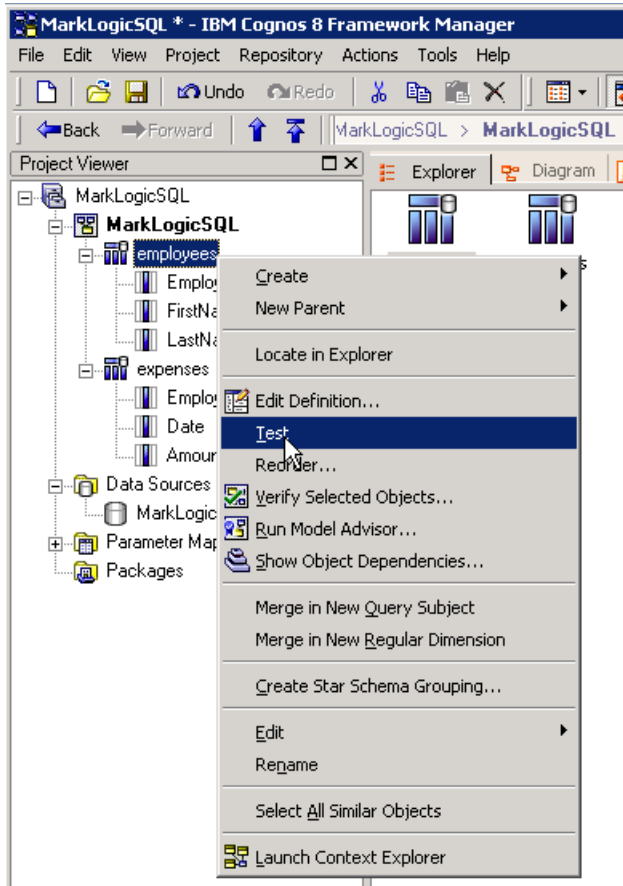 MarkLogicSQL * - IBM Cognos 8 Framework Manager
File Edit View Project Repository Actions Tools Help
Undo Redo
Back Forward MarkLogicSQL > MarkLogicSQL
Project Viewer
Explorer Diagram
MarkLogicSQL
MarkLogicSQL
employees
Employ
FirstNa
LastNa
expenses
Employ
Date
Amour
Data Sources
MarkLogic
Parameter Map
Packages
Create
New Parent
Locate in Explorer
Edit Definition...
Test
Reorder...
Verify Selected Objects...
Run Model Advisor...
Show Object Dependencies...
Merge in New Query Subject
Merge in New Regular Dimension
Create Star Schema Grouping...
Edit
Rename
Select All Similar Objects
Launch Context Explorer